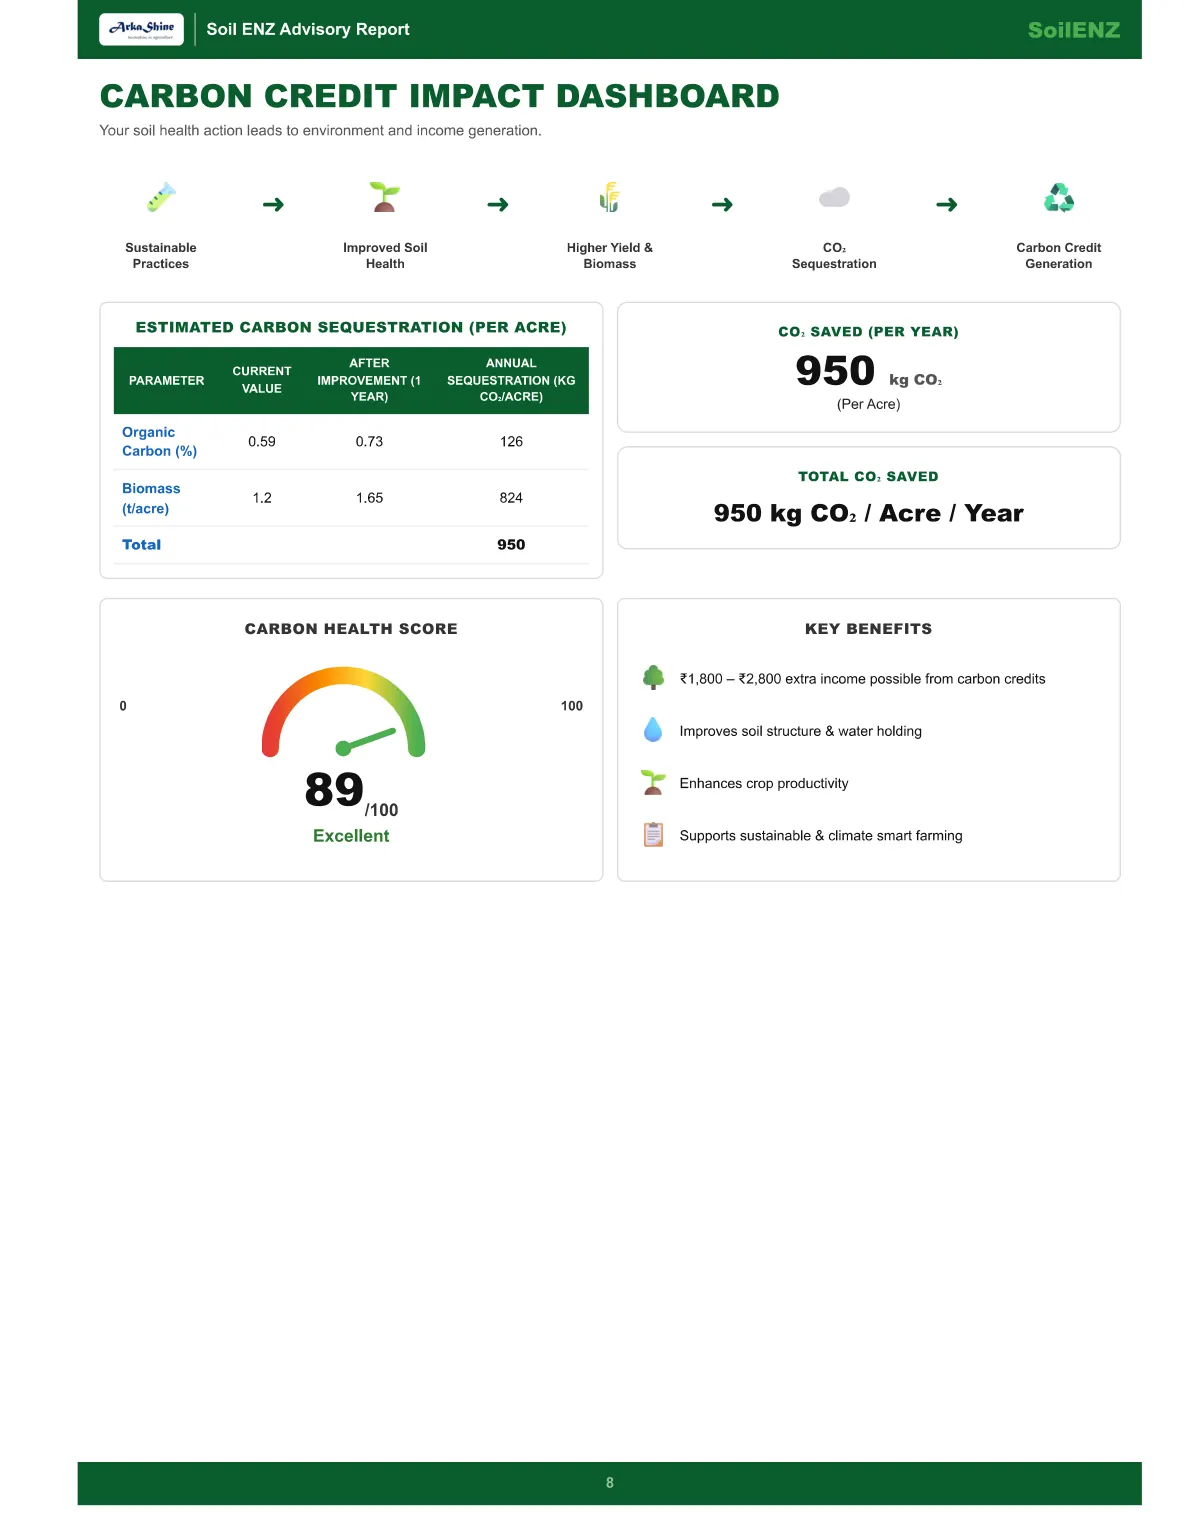 Arka Shine
Innovation in agriculture
Soil ENZ Advisory Report
SoilENZ
CARBON CREDIT IMPACT DASHBOARD
Your soil health action leads to environment and income generation.
Sustainable
Practices
Improved Soil
Health
Higher Yield &
Biomass
CO₂
Sequestration
Carbon Credit
Generation
ESTIMATED CARBON SEQUESTRATION (PER ACRE)
PARAMETER
CURRENT
VALUE
AFTER
IMPROVEMENT (1
YEAR)
ANNUAL
SEQUESTRATION (KG
CO₂/ACRE)
Organic
Carbon (%)
0.59
0.73
126
Biomass
(t/acre)
1.2
1.65
824
Total
950
CO₂ SAVED (PER YEAR)
950 kg CO₂
(Per Acre)
TOTAL CO₂ SAVED
950 kg CO₂ / Acre / Year
CARBON HEALTH SCORE
0
100
89/100
Excellent
KEY BENEFITS
₹1,800 – ₹2,800 extra income possible from carbon credits
Improves soil structure & water holding
Enhances crop productivity
Supports sustainable & climate smart farming
8